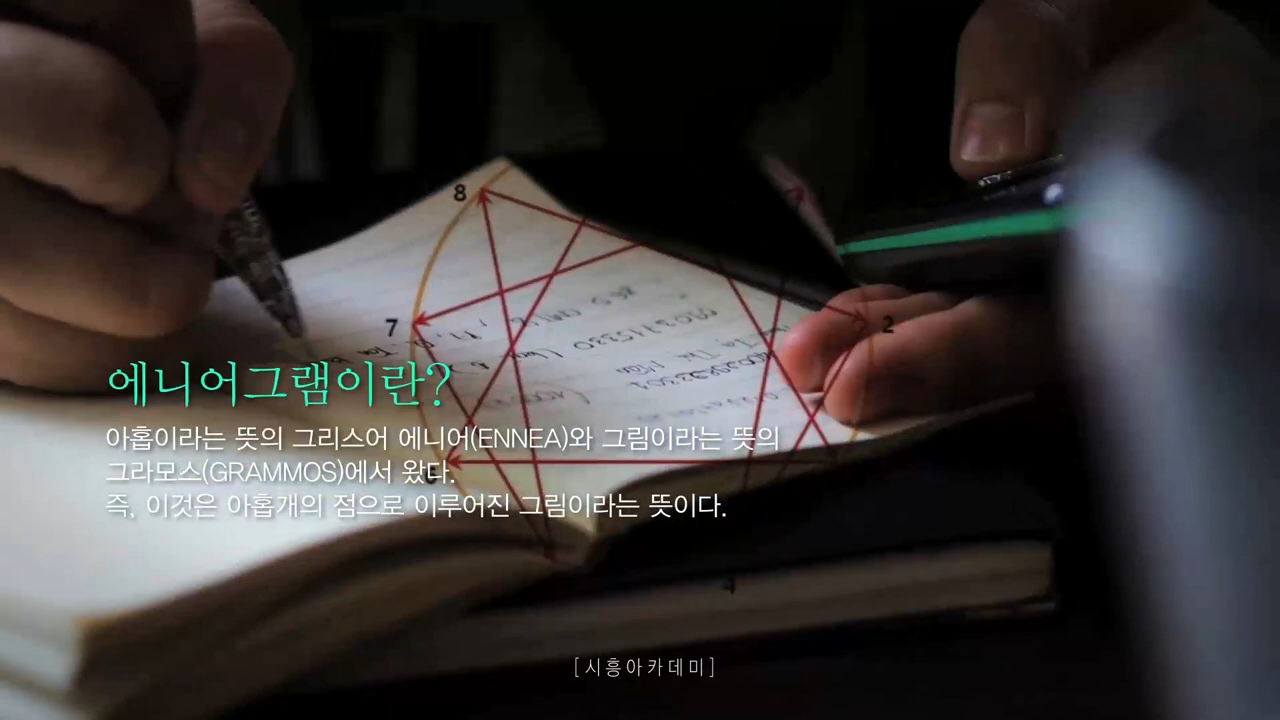 8
7
2
에니어그램이란?
아홉이라는 뜻의 그리스어 에니어(ENNEA)와 그림이라는 뜻의
그라모스(GRAMMOS)에서 왔다.
즉, 이것은 아홉개의 점으로 이루어진 그림이라는 뜻이다.
4
[시흥아카데미]